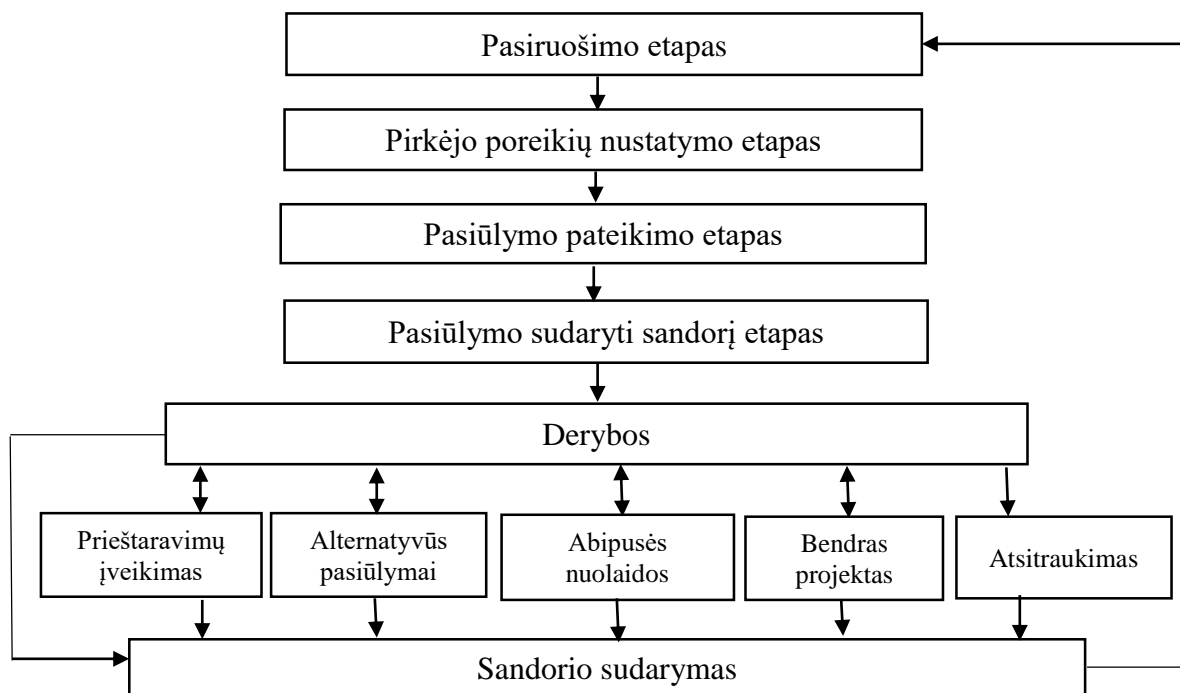 Pasiruošimo etapas
Pirkėjo poreikių nustatymo etapas
Pasiūlymo pateikimo etapas
Pasiūlymo sudaryti sandorį etapas
Derybos
Prieštaravimų
įveikimas
Alternatyvūs
pasiūlymai
Abipusės
nuolaidos
Bendras
projektas
Atsitraukimas
Sandorio sudarymas